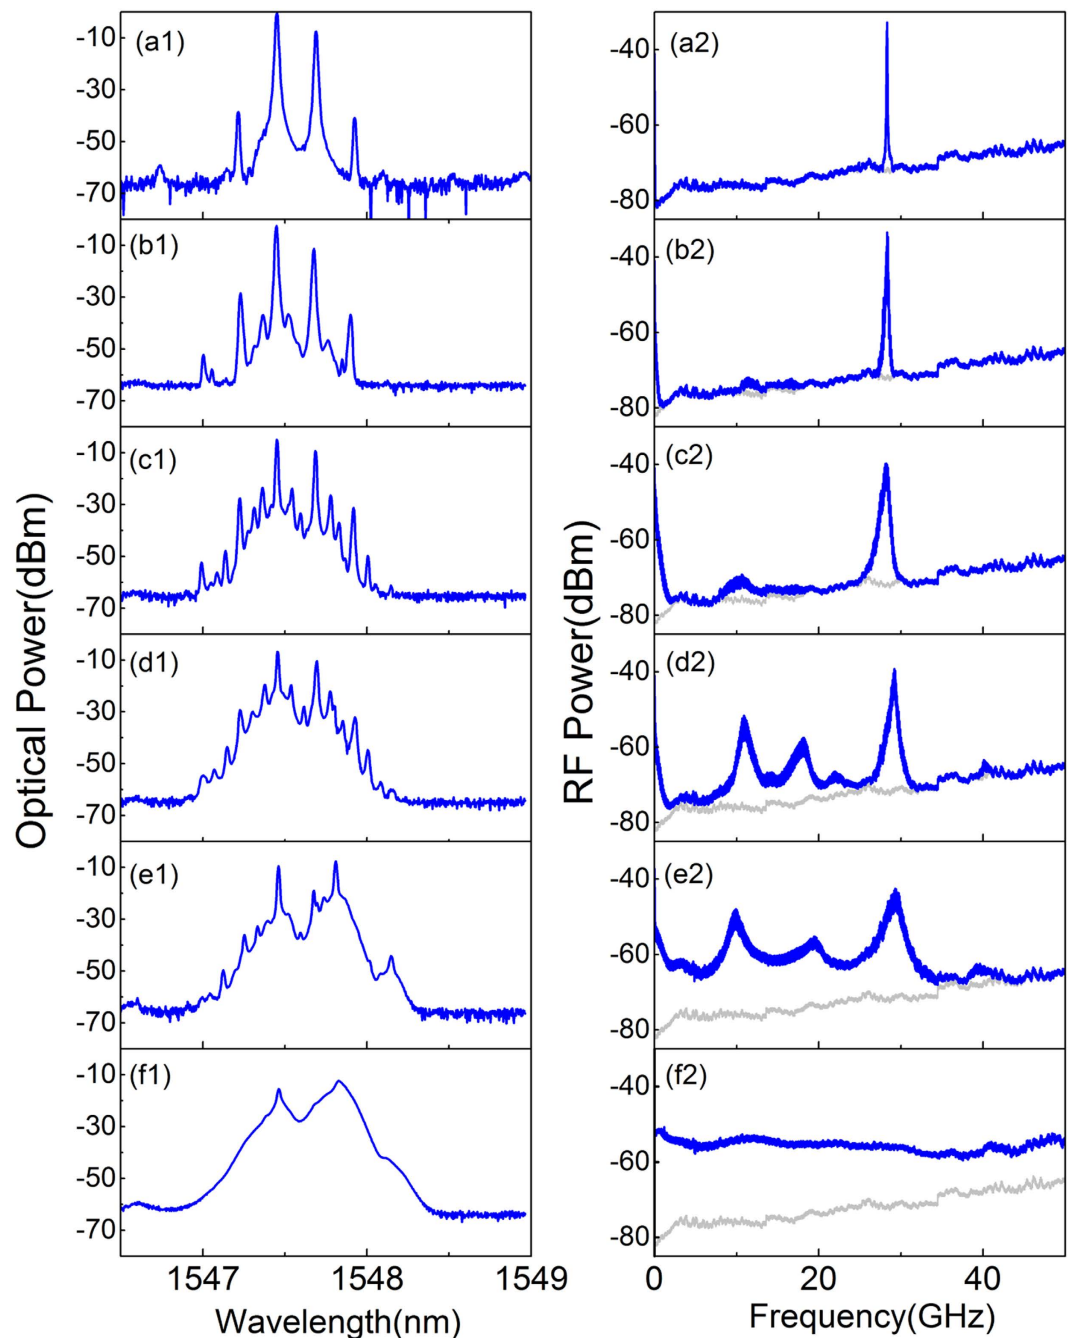 (a1)
-10
-30
-50
-70
(b1)
-10
-30
-50
-70
(c1)
-10
-30
-50
-70
(d1)
-10
-30
-50
-70
(e1)
-10
-30
-50
-70
(f1)
-10
-30
-50
-70
Optical Power(dBm)
1547 1548 1549
Wavelength(nm)
(a2)
-40
-60
-80
(b2)
-40
-60
-80
(c2)
-40
-60
-80
(d2)
-40
-60
-80
(e2)
-40
-60
-80
(f2)
-40
-60
-80
RF Power(dBm)
0 20 40
Frequency(GHz)